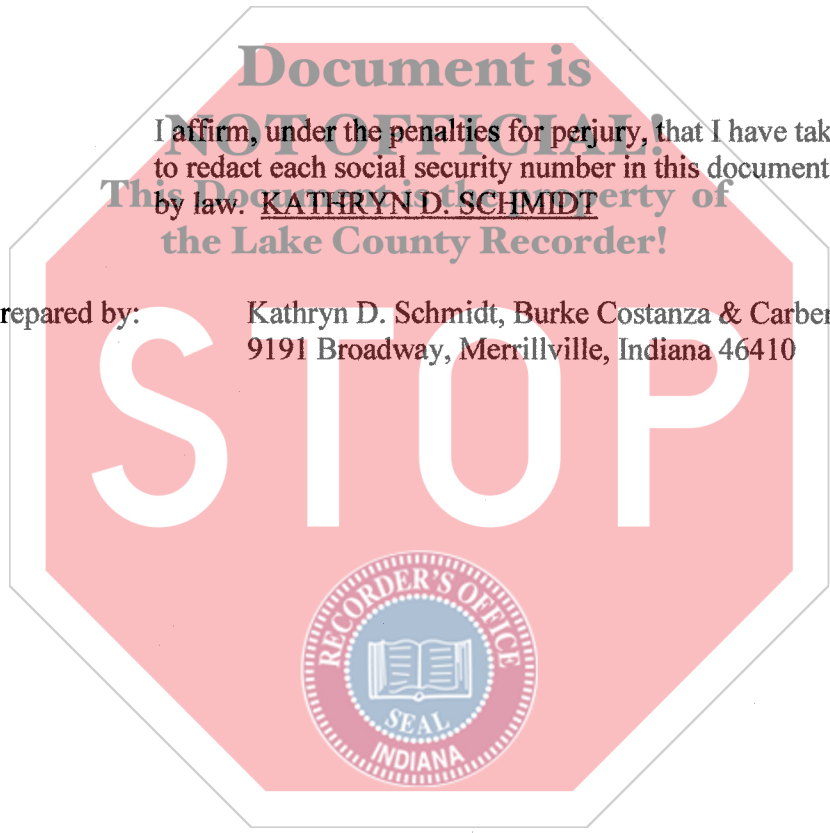 Document is
NOT OFFICIAL!
I affirm, under the penalties for perjury, that I have tak
to redact each social security number in this document
This Document is the property of
by law. KATHRYN D. SCHMIDT
the Lake County Recorder!
repared by: Kathryn D. Schmidt, Burke Costanza & Carber
9191 Broadway, Merrillville, Indiana 46410
STOP
RECORDER'S OFFICE
SEAL
INDIANA